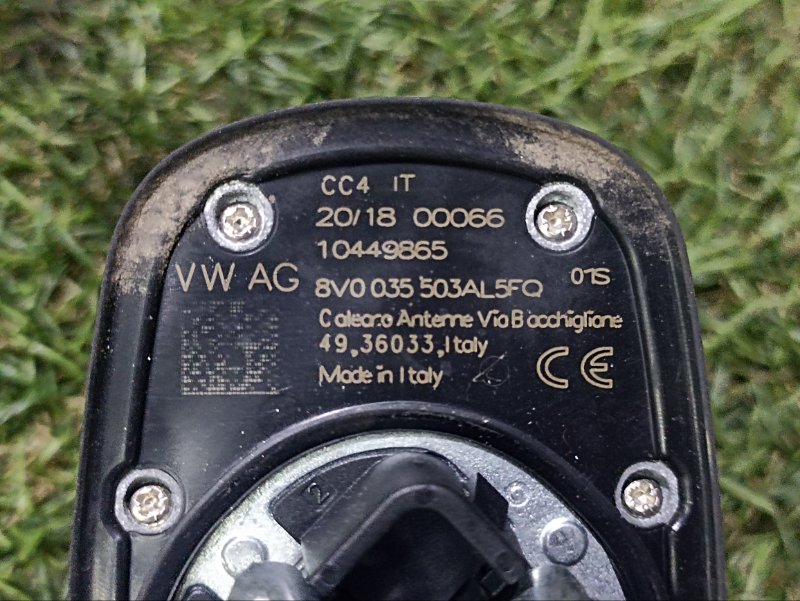 CC4 IT
20/18 00066
10449865
VW AG
8V0 035 503AL5FQ 01S
Calearo Antenne Via Bacchiglione
49,36033,Italy
Made in Italy
CE
2